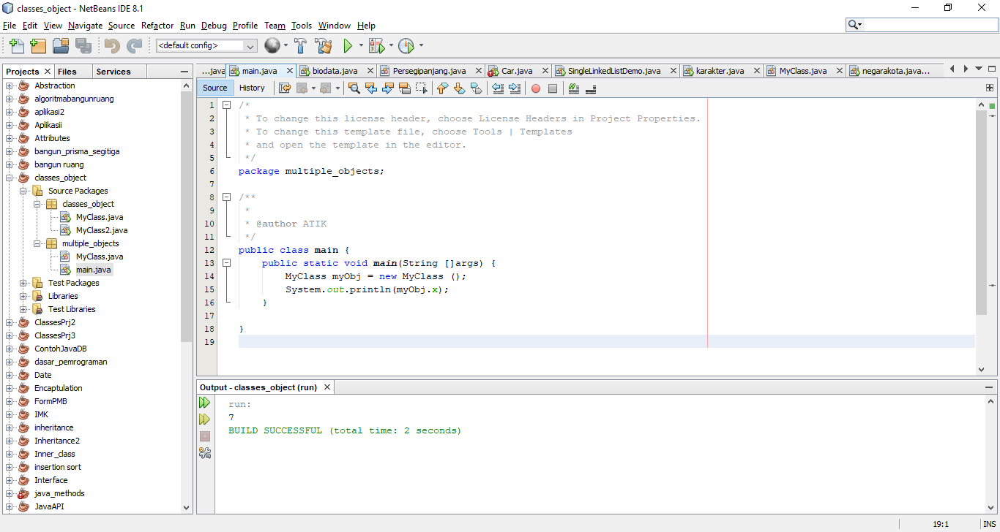 classes_object - NetBeans IDE 8.1
File Edit View Navigate Source Refactor Run Debug Profile Team Tools Window Help
<default config>
Projects Files Services
Abstraction
algoritmabangunruang
aplikasi2
Aplikasii
Attributes
bangun_prisma_segitiga
bangun ruang
classes_object
Source Packages
classes_object
MyClass.java
MyClass2.java
multiple_objects
MyClass.java
main.java
Test Packages
Libraries
Test Libraries
ClassesPrj2
ClassesPrj3
ContohJavaDB
dasar_pemrograman
Date
Encaptulation
FormPMB
IMK
inheritance
Inheritance2
Inner_class
insertion sort
Interface
java_methods
JavaAPI
...java main.java biodata.java Persegipanjang.java Car.java SingleLinkedListDemo.java karakter.java MyClass.java negarakota.java...
Source History
1 /*
2 * To change this license header, choose License Headers in Project Properties.
3 * To change this template file, choose Tools | Templates
4 * and open the template in the editor.
5 */
6 package multiple_objects;
7
8 /**
9 *
10 * @author ATIK
11 */
12 public class main {
13 public static void main(String []args) {
14 MyClass myObj = new MyClass ();
15 System.out.println(myObj.x);
16 }
17
18 }
19
Output - classes_object (run)
run:
7
BUILD SUCCESSFUL (total time: 2 seconds)
19:1 INS